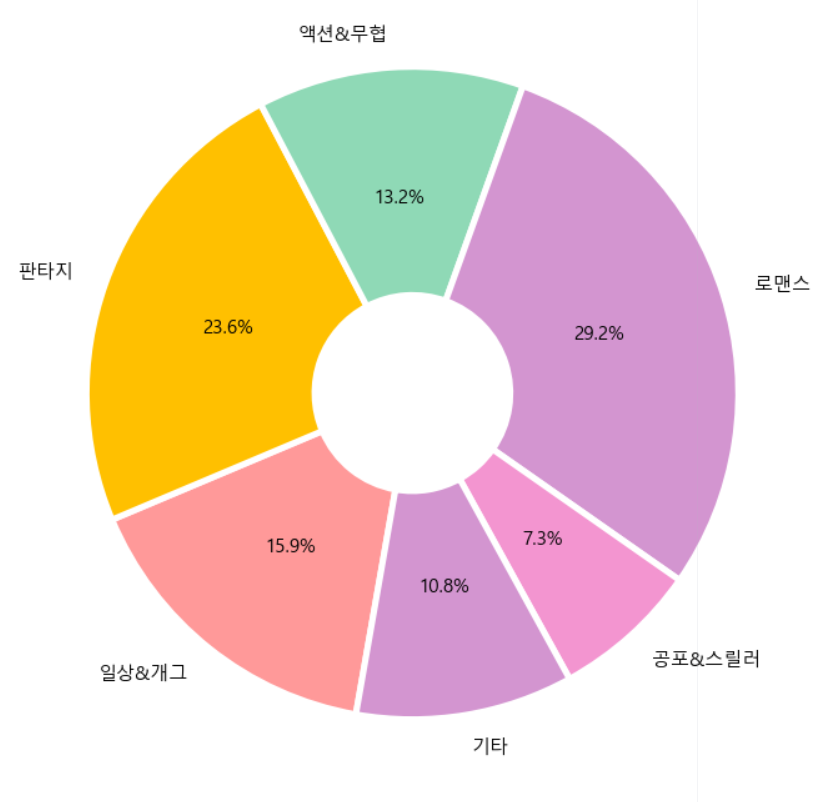 액션&무협
13.2%
판타지
로맨스
23.6%
29.2%
7.3%
15.9%
10.8%
공포&스릴러
일상&개그
기타